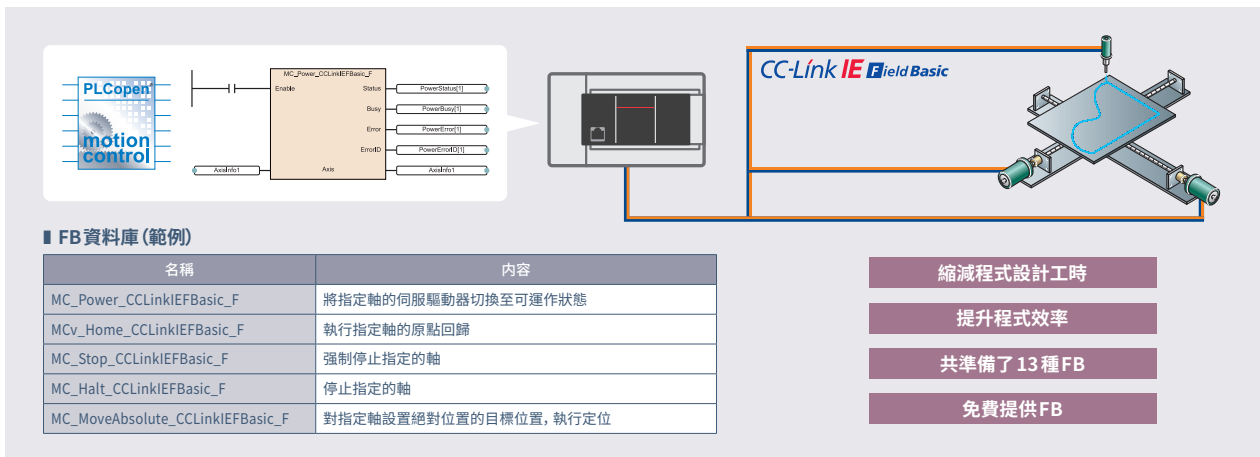 PLCopen
motion
control
MC_Power_CCLinkIEFBasic_F
Enable Status PowerStatus[1]
Busy PowerBusy[1]
Error PowerError[1]
ErrorID PowerErrorID[1]
AxisInfo1 Axis AxisInfo1
CC-Link IE Field Basic
FB資料庫(範例)
名稱 内容
MC_Power_CCLinkIEFBasic_F 將指定軸的伺服驅動器切換至可運作狀態
MCv_Home_CCLinkIEFBasic_F 執行指定軸的原點回歸
MC_Stop_CCLinkIEFBasic_F 强制停止指定的軸
MC_Halt_CCLinkIEFBasic_F 停止指定的軸
MC_MoveAbsolute_CCLinkIEFBasic_F 對指定軸設置絕對位置的目標位置，執行定位
縮減程式設計工時
提升程式效率
共準備了13種FB
免費提供FB